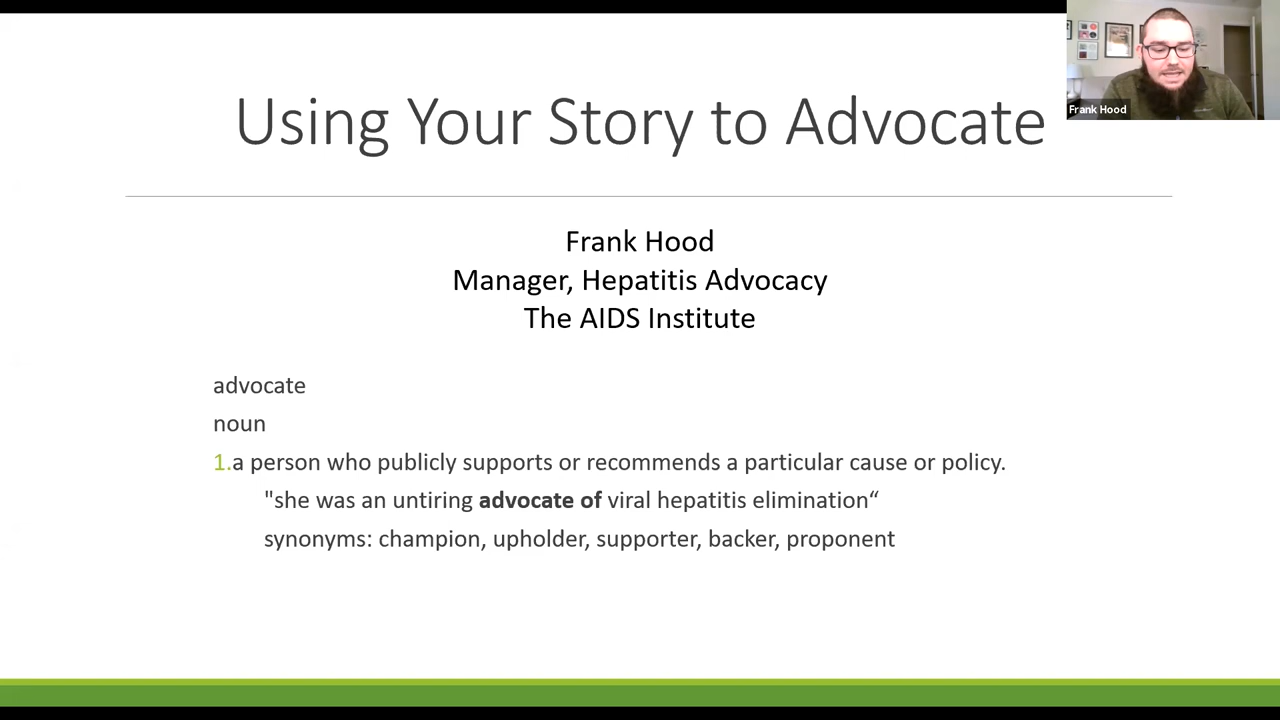 Using Your Story to Advocate
Frank Hood
Frank Hood
Manager, Hepatitis Advocacy
The AIDS Institute
advocate
noun
1.a person who publicly supports or recommends a particular cause or policy.
"she was an untiring advocate of viral hepatitis elimination“
synonyms: champion, upholder, supporter, backer, proponent